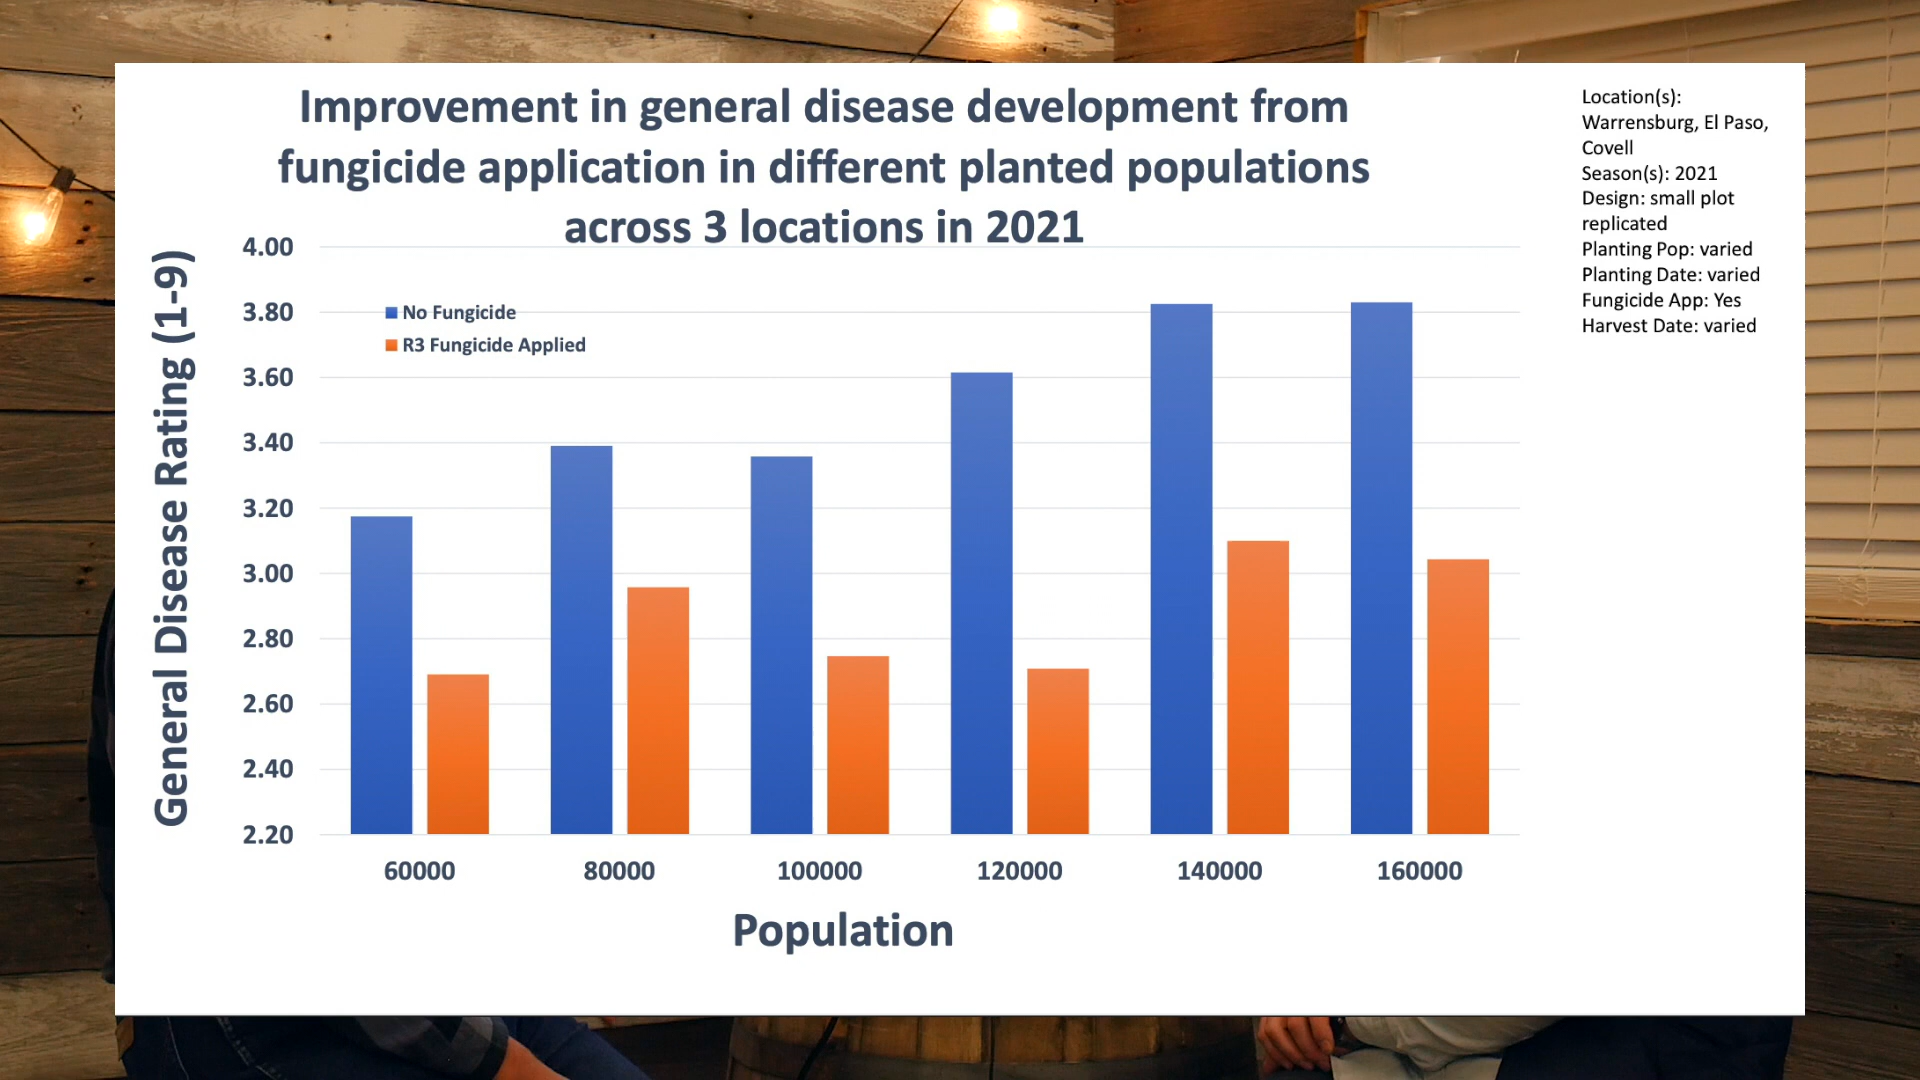 Improvement in general disease development from
fungicide application in different planted populations
across 3 locations in 2021
Location(s):
Warrensburg, El Paso,
Covell
Season(s): 2021
Design: small plot
replicated
Planting Pop: varied
Planting Date: varied
Fungicide App: Yes
Harvest Date: varied
General Disease Rating (1-9)
4.00
3.80
3.60
3.40
3.20
3.00
2.80
2.60
2.40
2.20
No Fungicide
R3 Fungicide Applied
60000 80000 100000 120000 140000 160000
Population